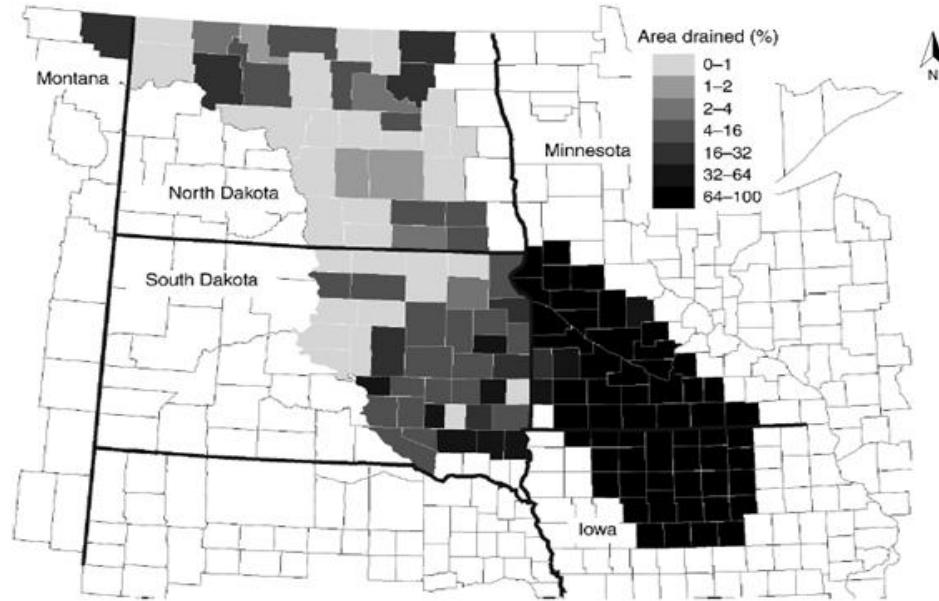 Area drained (%)
0–1
1–2
2–4
4–16
16–32
32–64
64–100
N
Montana
Minnesota
North Dakota
South Dakota
Iowa